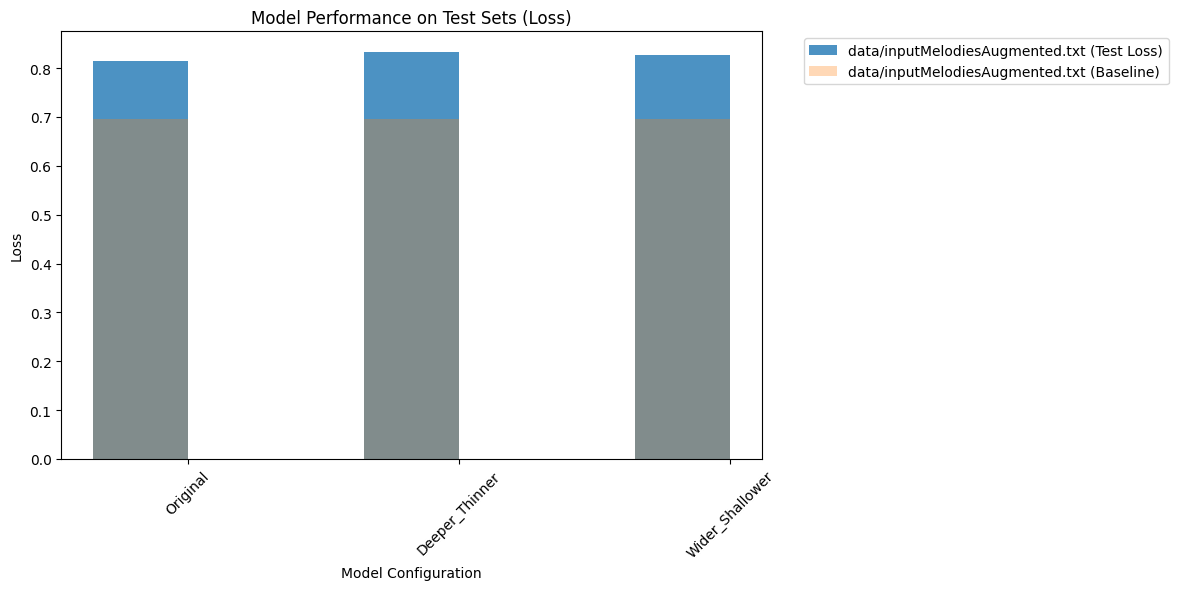 Model Performance on Test Sets (Loss)
data/inputMelodiesAugmented.txt (Test Loss)
data/inputMelodiesAugmented.txt (Baseline)
Loss
0.8
0.7
0.6
0.5
0.4
0.3
0.2
0.1
0.0
Original
Deeper_Thinner
Wider_Shallower
Model Configuration